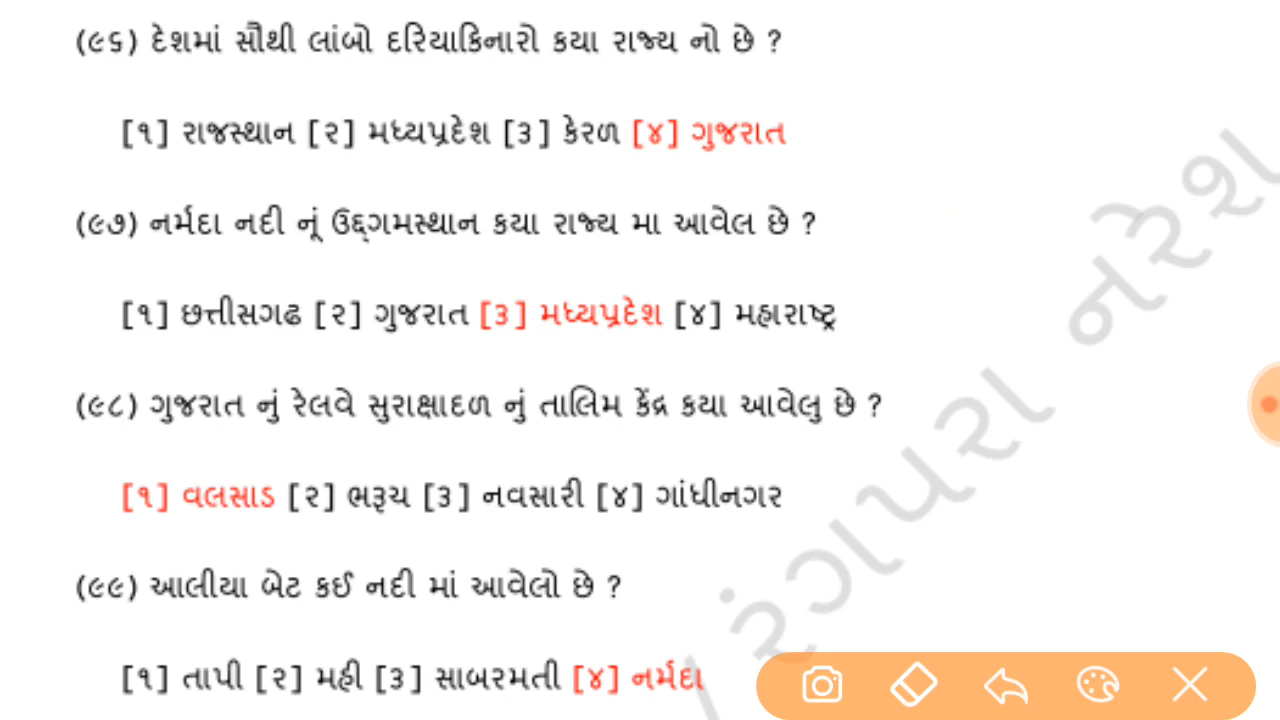 (૯૬) દેશમાં સૌથી લાંબો દરિયાકિનારો કયા રાજ્ય નો છે ?
[૧] રાજસ્થાન [૨] મધ્યપ્રદેશ [૩] કેરળ [૪] ગુજરાત
(૯૭) નર્મદા નદી નૂં ઉદ્દ્ગમસ્થાન કયા રાજ્ય મા આવેલ છે ?
[૧] છત્તીસગઢ [૨] ગુજરાત [૩] મધ્યપ્રદેશ [૪] મહારાષ્ટ્ર
(૯૮) ગુજરાત નું રેલવે સુરાક્ષાદળ નું તાલિમ કેંદ્ર કયા આવેલુ છે ?
[૧] વલસાડ [૨] ભરૂચ [૩] નવસારી [૪] ગાંધીનગર
(૯૯) આલીયા બેટ કઈ નદી માં આવેલો છે ?
[૧] તાપી [૨] મહી [૩] સાબરમતી [૪] નર્મદા
રંગપરા નરેશ